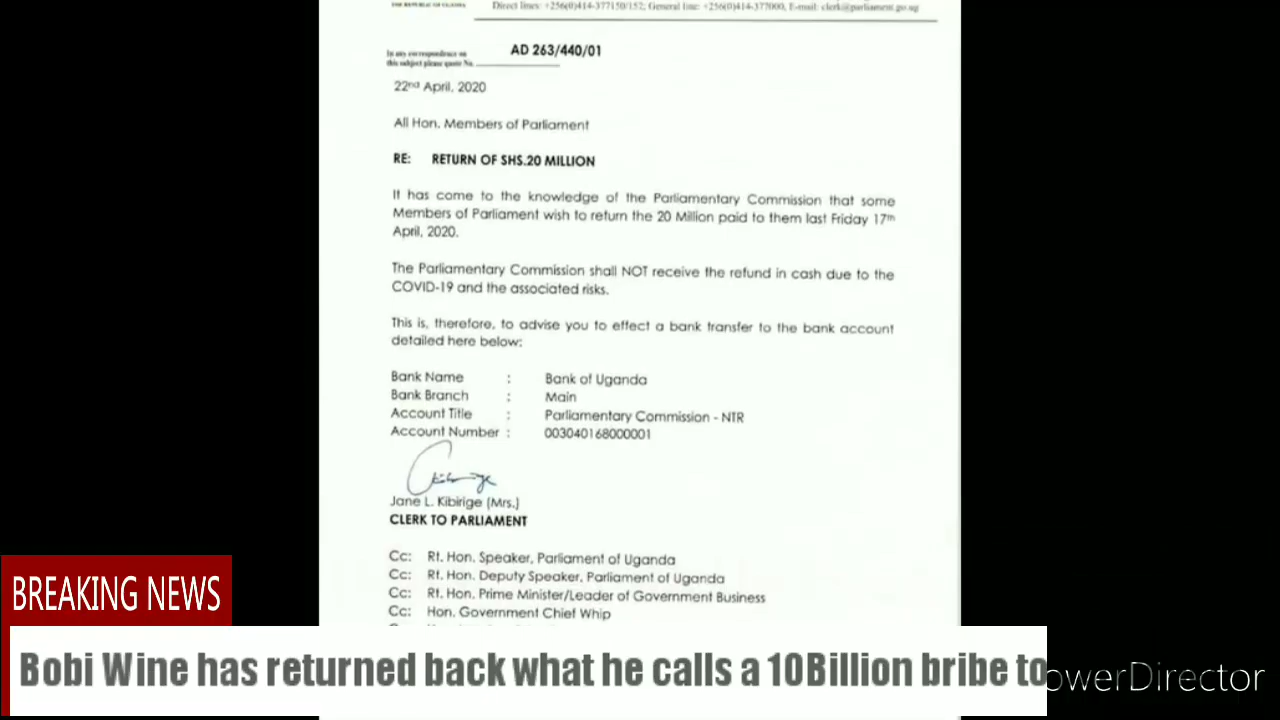 THE REPUBLIC OF UGANDA
Direct lines: +256(0)414-377150/152; General line: +256(0)414-377000, E-mail: clerk@parliament.go.ug
In any correspondence on
this subject please quote No.
AD 263/440/01
22nd April, 2020
All Hon. Members of Parliament
RE: RETURN OF SHS.20 MILLION
It has come to the knowledge of the Parliamentary Commission that some
Members of Parliament wish to return the 20 Million paid to them last Friday 17th
April, 2020.
The Parliamentary Commission shall NOT receive the refund in cash due to the
COVID-19 and the associated risks.
This is, therefore, to advise you to effect a bank transfer to the bank account
detailed here below:
Bank Name : Bank of Uganda
Bank Branch : Main
Account Title : Parliamentary Commission - NTR
Account Number : 003040168000001
Jane L. Kibirige (Mrs.)
CLERK TO PARLIAMENT
Cc: Rt. Hon. Speaker, Parliament of Uganda
Cc: Rt. Hon. Deputy Speaker, Parliament of Uganda
Cc: Rt. Hon. Prime Minister/Leader of Government Business
Cc: Hon. Government Chief Whip
BREAKING NEWS
Bobi Wine has returned back what he calls a 10Billion bribe to
owerDirector